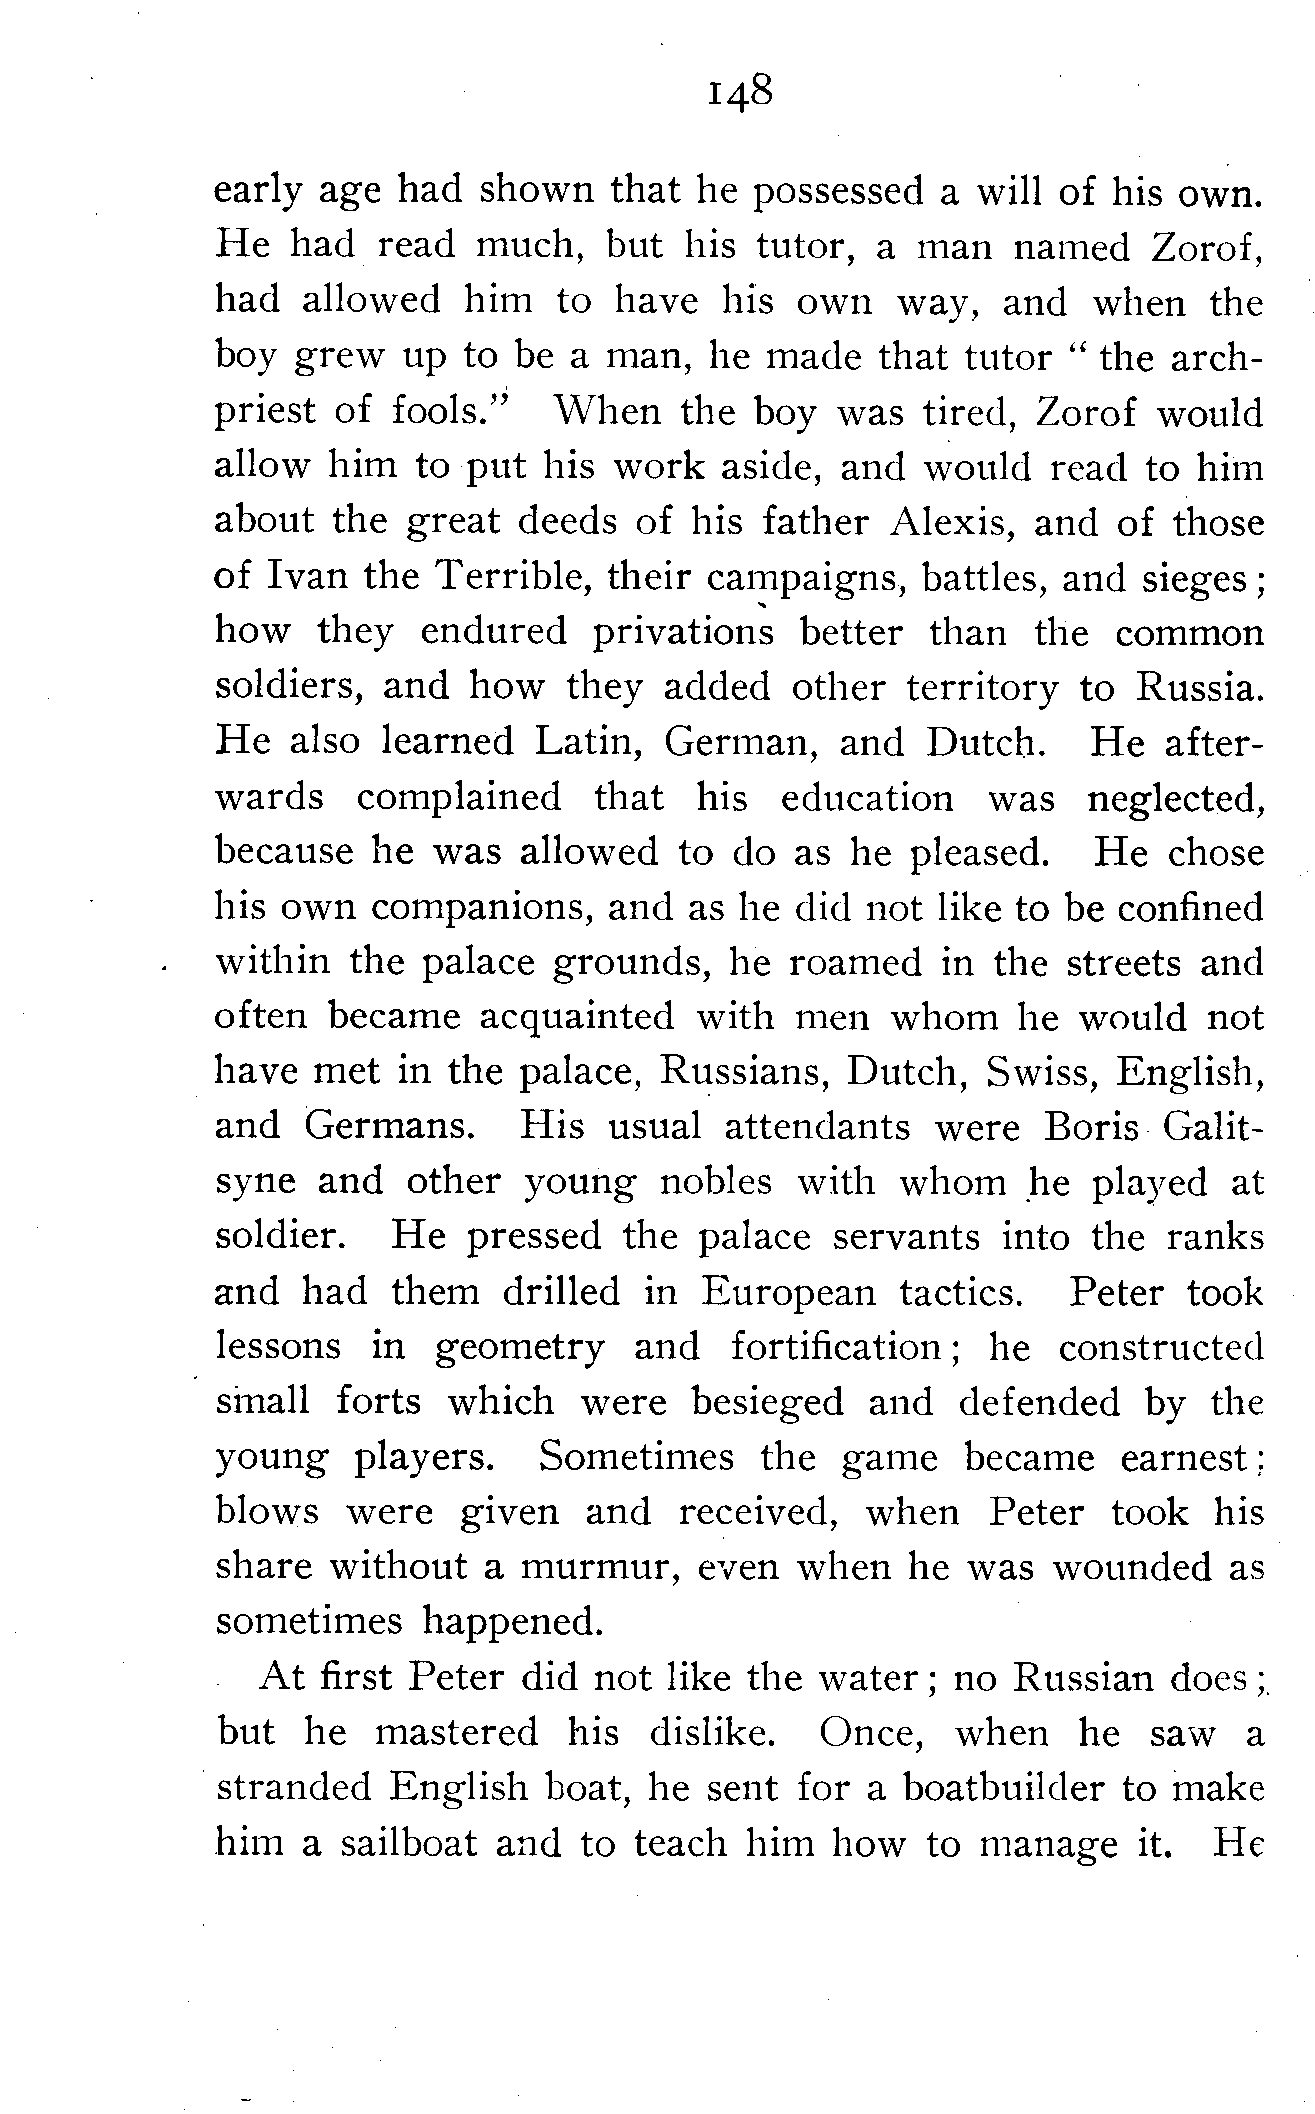 148
early age had shown that he possessed a will of his own.
He had read much, but his tutor, a man named Zorof,
had allowed him to have his own way, and when the
boy grew up to be a man, he made that tutor “ the arch-
priest of fools.” When the boy was tired, Zorof would
allow him to put his work aside, and would read to him
about the great deeds of his father Alexis, and of those
of Ivan the Terrible, their campaigns, battles, and sieges ;
how they endured privations better than the common
soldiers, and how they added other territory to Russia.
He also learned Latin, German, and Dutch. He after-
wards complained that his education was neglected,
because he was allowed to do as he pleased. He chose
his own companions, and as he did not like to be confined
within the palace grounds, he roamed in the streets and
often became acquainted with men whom he would not
have met in the palace, Russians, Dutch, Swiss, English,
and Germans. His usual attendants were Boris Galit-
syne and other young nobles with whom he played at
soldier. He pressed the palace servants into the ranks
and had them drilled in European tactics. Peter took
lessons in geometry and fortification ; he constructed
small forts which were besieged and defended by the
young players. Sometimes the game became earnest ;
blows were given and received, when Peter took his
share without a murmur, even when he was wounded as
sometimes happened.
At first Peter did not like the water ; no Russian does ;
but he mastered his dislike. Once, when he saw a
stranded English boat, he sent for a boatbuilder to make
him a sailboat and to teach him how to manage it. He